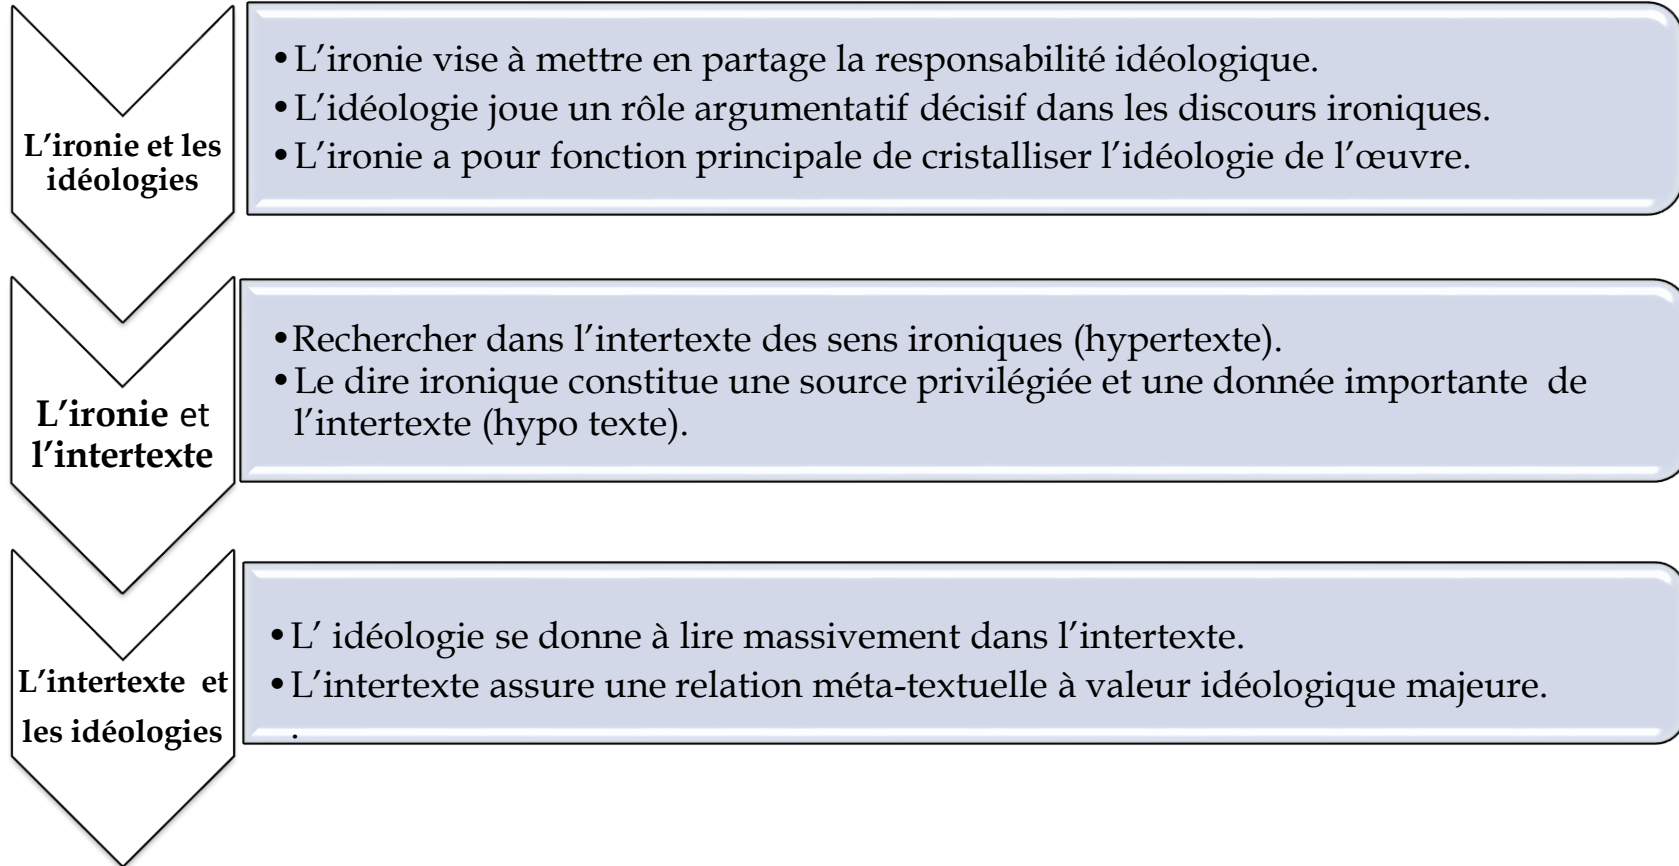 L’ironie et les
idéologies
•L’ironie vise à mettre en partage la responsabilité idéologique.
•L’idéologie joue un rôle argumentatif décisif dans les discours ironiques.
•L’ironie a pour fonction principale de cristalliser l’idéologie de l’œuvre.
L’ironie et
l’intertexte
•Rechercher dans l’intertexte des sens ironiques (hypertexte).
•Le dire ironique constitue une source privilégiée et une donnée importante de
l’intertexte (hypo texte).
L’intertexte et
les idéologies
•L’ idéologie se donne à lire massivement dans l’intertexte.
•L’intertexte assure une relation méta-textuelle à valeur idéologique majeure.
.